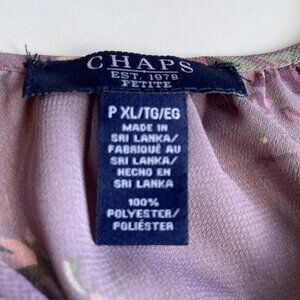 CHAPS
EST. 1978
PETITE
P XL/TG/EG
MADE IN
SRI LANKA/
FABRIQUÉ AU
SRI LANKA/
HECHO EN
SRI LANKA
100%
POLYESTER/
POLIÉSTER